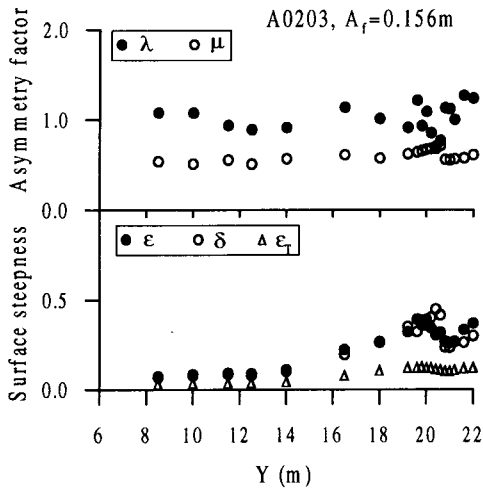 A0203, A_f=0.156m
Asymmetry factor
2.0
● λ ○ μ
1.0
0.0
Surface steepness
● ε ○ δ △ ε_T
0.5
0.0
6 8 10 12 14 16 18 20 22
Y (m)